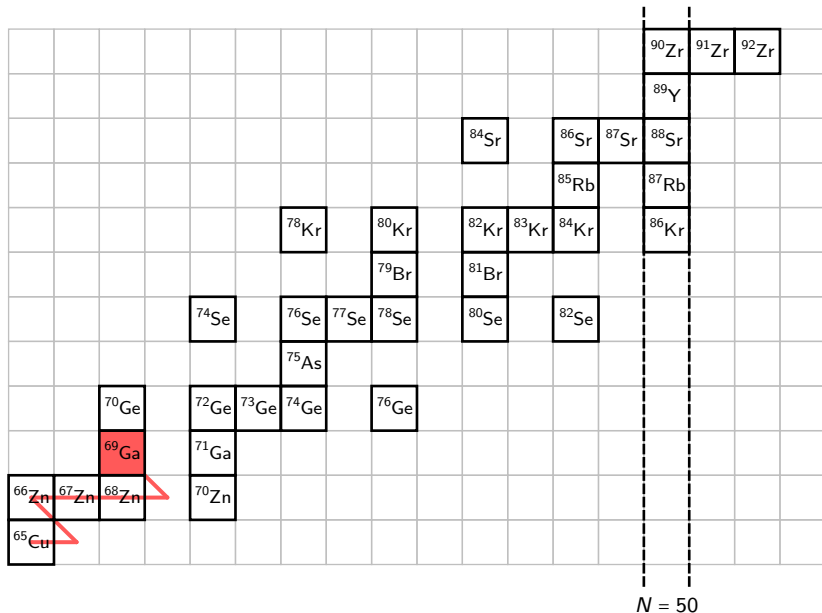 ⁹⁰Zr ⁹¹Zr ⁹²Zr
⁸⁹Y
⁸⁴Sr ⁸⁶Sr ⁸⁷Sr ⁸⁸Sr
⁸⁵Rb ⁸⁷Rb
⁷⁸Kr ⁸⁰Kr ⁸²Kr ⁸³Kr ⁸⁴Kr ⁸⁶Kr
⁷⁹Br ⁸¹Br
⁷⁴Se ⁷⁶Se ⁷⁷Se ⁷⁸Se ⁸⁰Se ⁸²Se
⁷⁵As
⁷⁰Ge ⁷²Ge ⁷³Ge ⁷⁴Ge ⁷⁶Ge
⁶⁹Ga ⁷¹Ga
⁶⁶Zn ⁶⁷Zn ⁶⁸Zn ⁷⁰Zn
⁶⁵Cu
N = 50